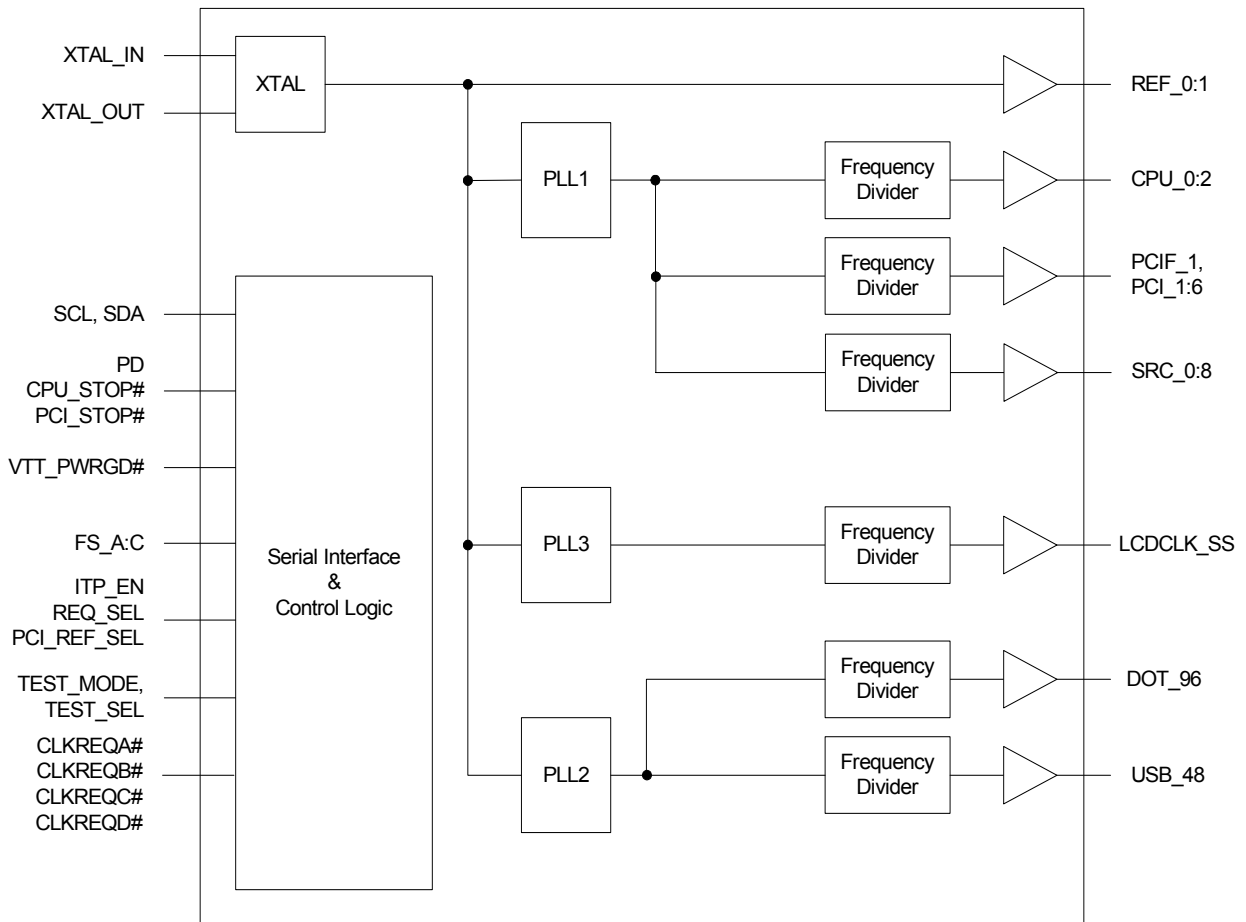 XTAL_IN
XTAL_OUT
XTAL
REF_0:1
PLL1
Frequency
Divider
CPU_0:2
Frequency
Divider
PCIF_1,
PCI_1:6
Frequency
Divider
SRC_0:8
SCL, SDA
PD
CPU_STOP#
PCI_STOP#
VTT_PWRGD#
FS_A:C
ITP_EN
REQ_SEL
PCI_REF_SEL
TEST_MODE,
TEST_SEL
CLKREQA#
CLKREQB#
CLKREQC#
CLKREQD#
Serial Interface
&
Control Logic
PLL3
Frequency
Divider
LCDCLK_SS
PLL2
Frequency
Divider
DOT_96
Frequency
Divider
USB_48